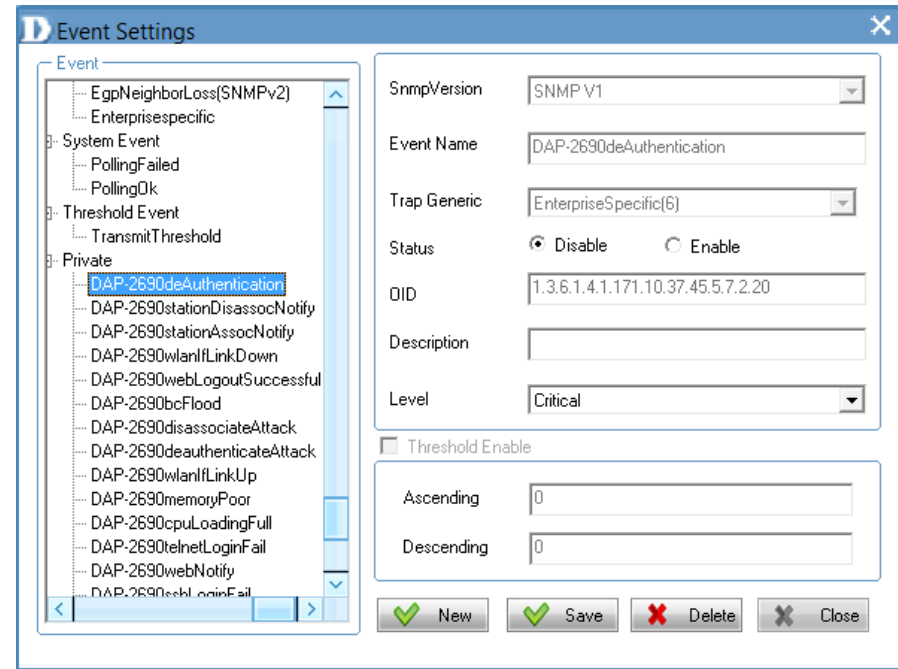 D Event Settings
Event
EgpNeighborLoss(SNMPv2)
Enterprisespecific
System Event
PollingFailed
PollingOk
Threshold Event
TransmitThreshold
Private
DAP-2690deAuthentication
DAP-2690stationDisassocNotify
DAP-2690stationAssocNotify
DAP-2690wlanIfLinkDown
DAP-2690webLogoutSuccessful
DAP-2690bcFlood
DAP-2690disassociateAttack
DAP-2690deauthenticateAttack
DAP-2690wlanIfLinkUp
DAP-2690memoryPoor
DAP-2690cpuLoadingFull
DAP-2690telnetLoginFail
DAP-2690webNotify
DAP-2690sshLoginFail
SnmpVersion SNMP V1
Event Name DAP-2690deAuthentication
Trap Generic EnterpriseSpecific(6)
Status Disable Enable
OID 1.3.6.1.4.1.171.10.37.45.5.7.2.20
Description
Level Critical
Threshold Enable
Ascending 0
Descending 0
New Save Delete Close